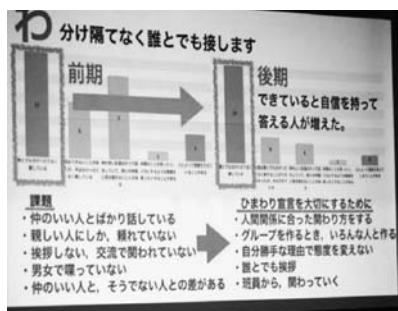 わ 分け隔てなく誰とでも接します
前期
後期
できていると自信を持って
答える人が増えた。
課題
・仲のいい人とばかり話している
・親しい人にしか、頼れていない
・挨拶しない、交流で関われていない
・男女で喋っていない
・仲のいい人と、そうでない人との差がある
ひまわり宣言を大切にするために
・人間関係に合った関わり方をする
・グループを作るとき、いろんな人と作る
・自分勝手な理由で態度を変えない
・誰とでも挨拶
・班員から、関わっていく